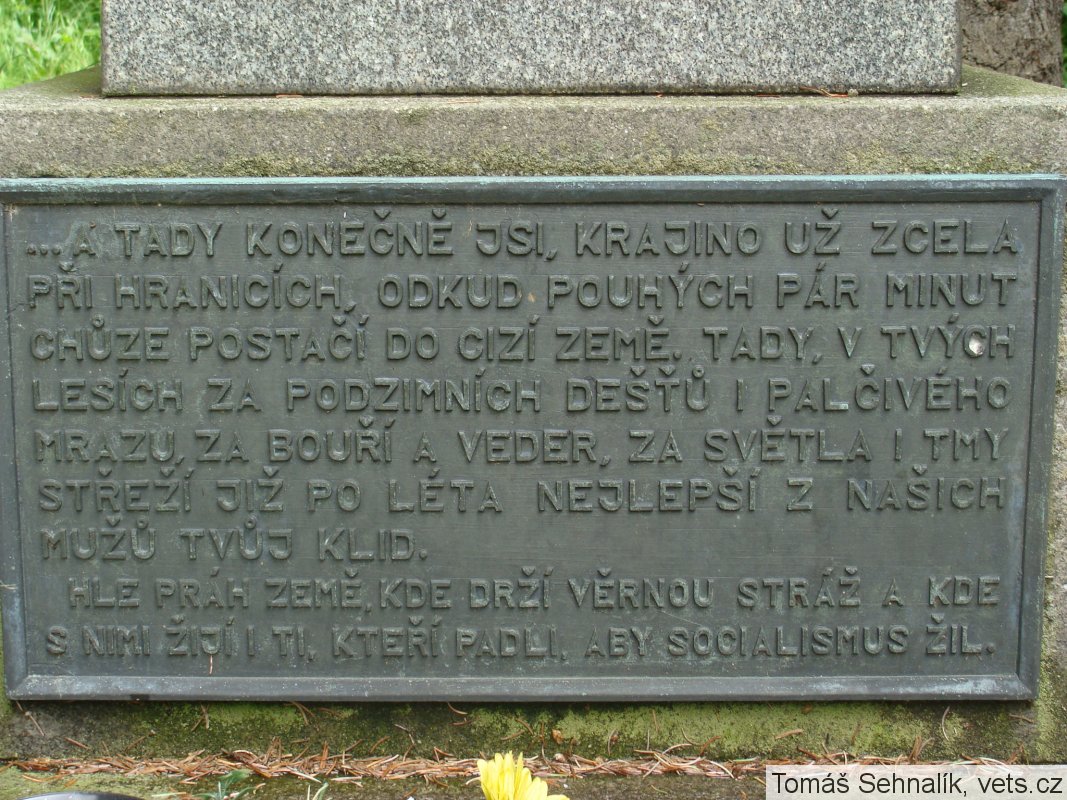 ...A TADY KONEČNĚ JSI, KRAJINO UŽ ZCELA
PŘI HRANICÍCH, ODKUD POUHÝCH PÁR MINUT
CHŮZE POSTAČÍ DO CIZÍ ZEMĚ. TADY, V TVÝCH
LESÍCH ZA PODZIMNÍCH DEŠŤŮ I PALČIVÉHO
MRAZU, ZA BOUŘÍ A VEDER, ZA SVĚTLA I TMY
STŘEŽÍ JIŽ PO LÉTA NEJLEPŠÍ Z NAŠICH
MUŽŮ TVŮJ KLID.
HLE PRÁH ZEMĚ, KDE DRŽÍ VĚRNOU STRÁŽ A KDE
S NIMI ŽIJÍ I TI, KTEŘÍ PADLI, ABY SOCIALISMUS ŽIL.
Tomáš Sehnalík, vets.cz